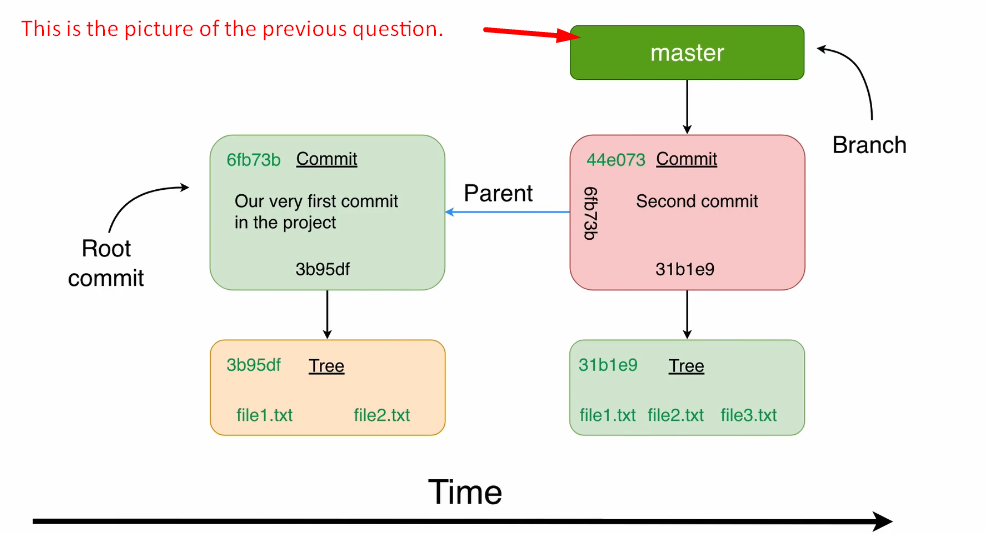 This is the picture of the previous question.
master
Branch
6fb73b Commit
Our very first commit
in the project
3b95df
Root
commit
Parent
44e073 Commit
6fb73b
Second commit
31b1e9
3b95df Tree
file1.txt file2.txt
31b1e9 Tree
file1.txt file2.txt file3.txt
Time